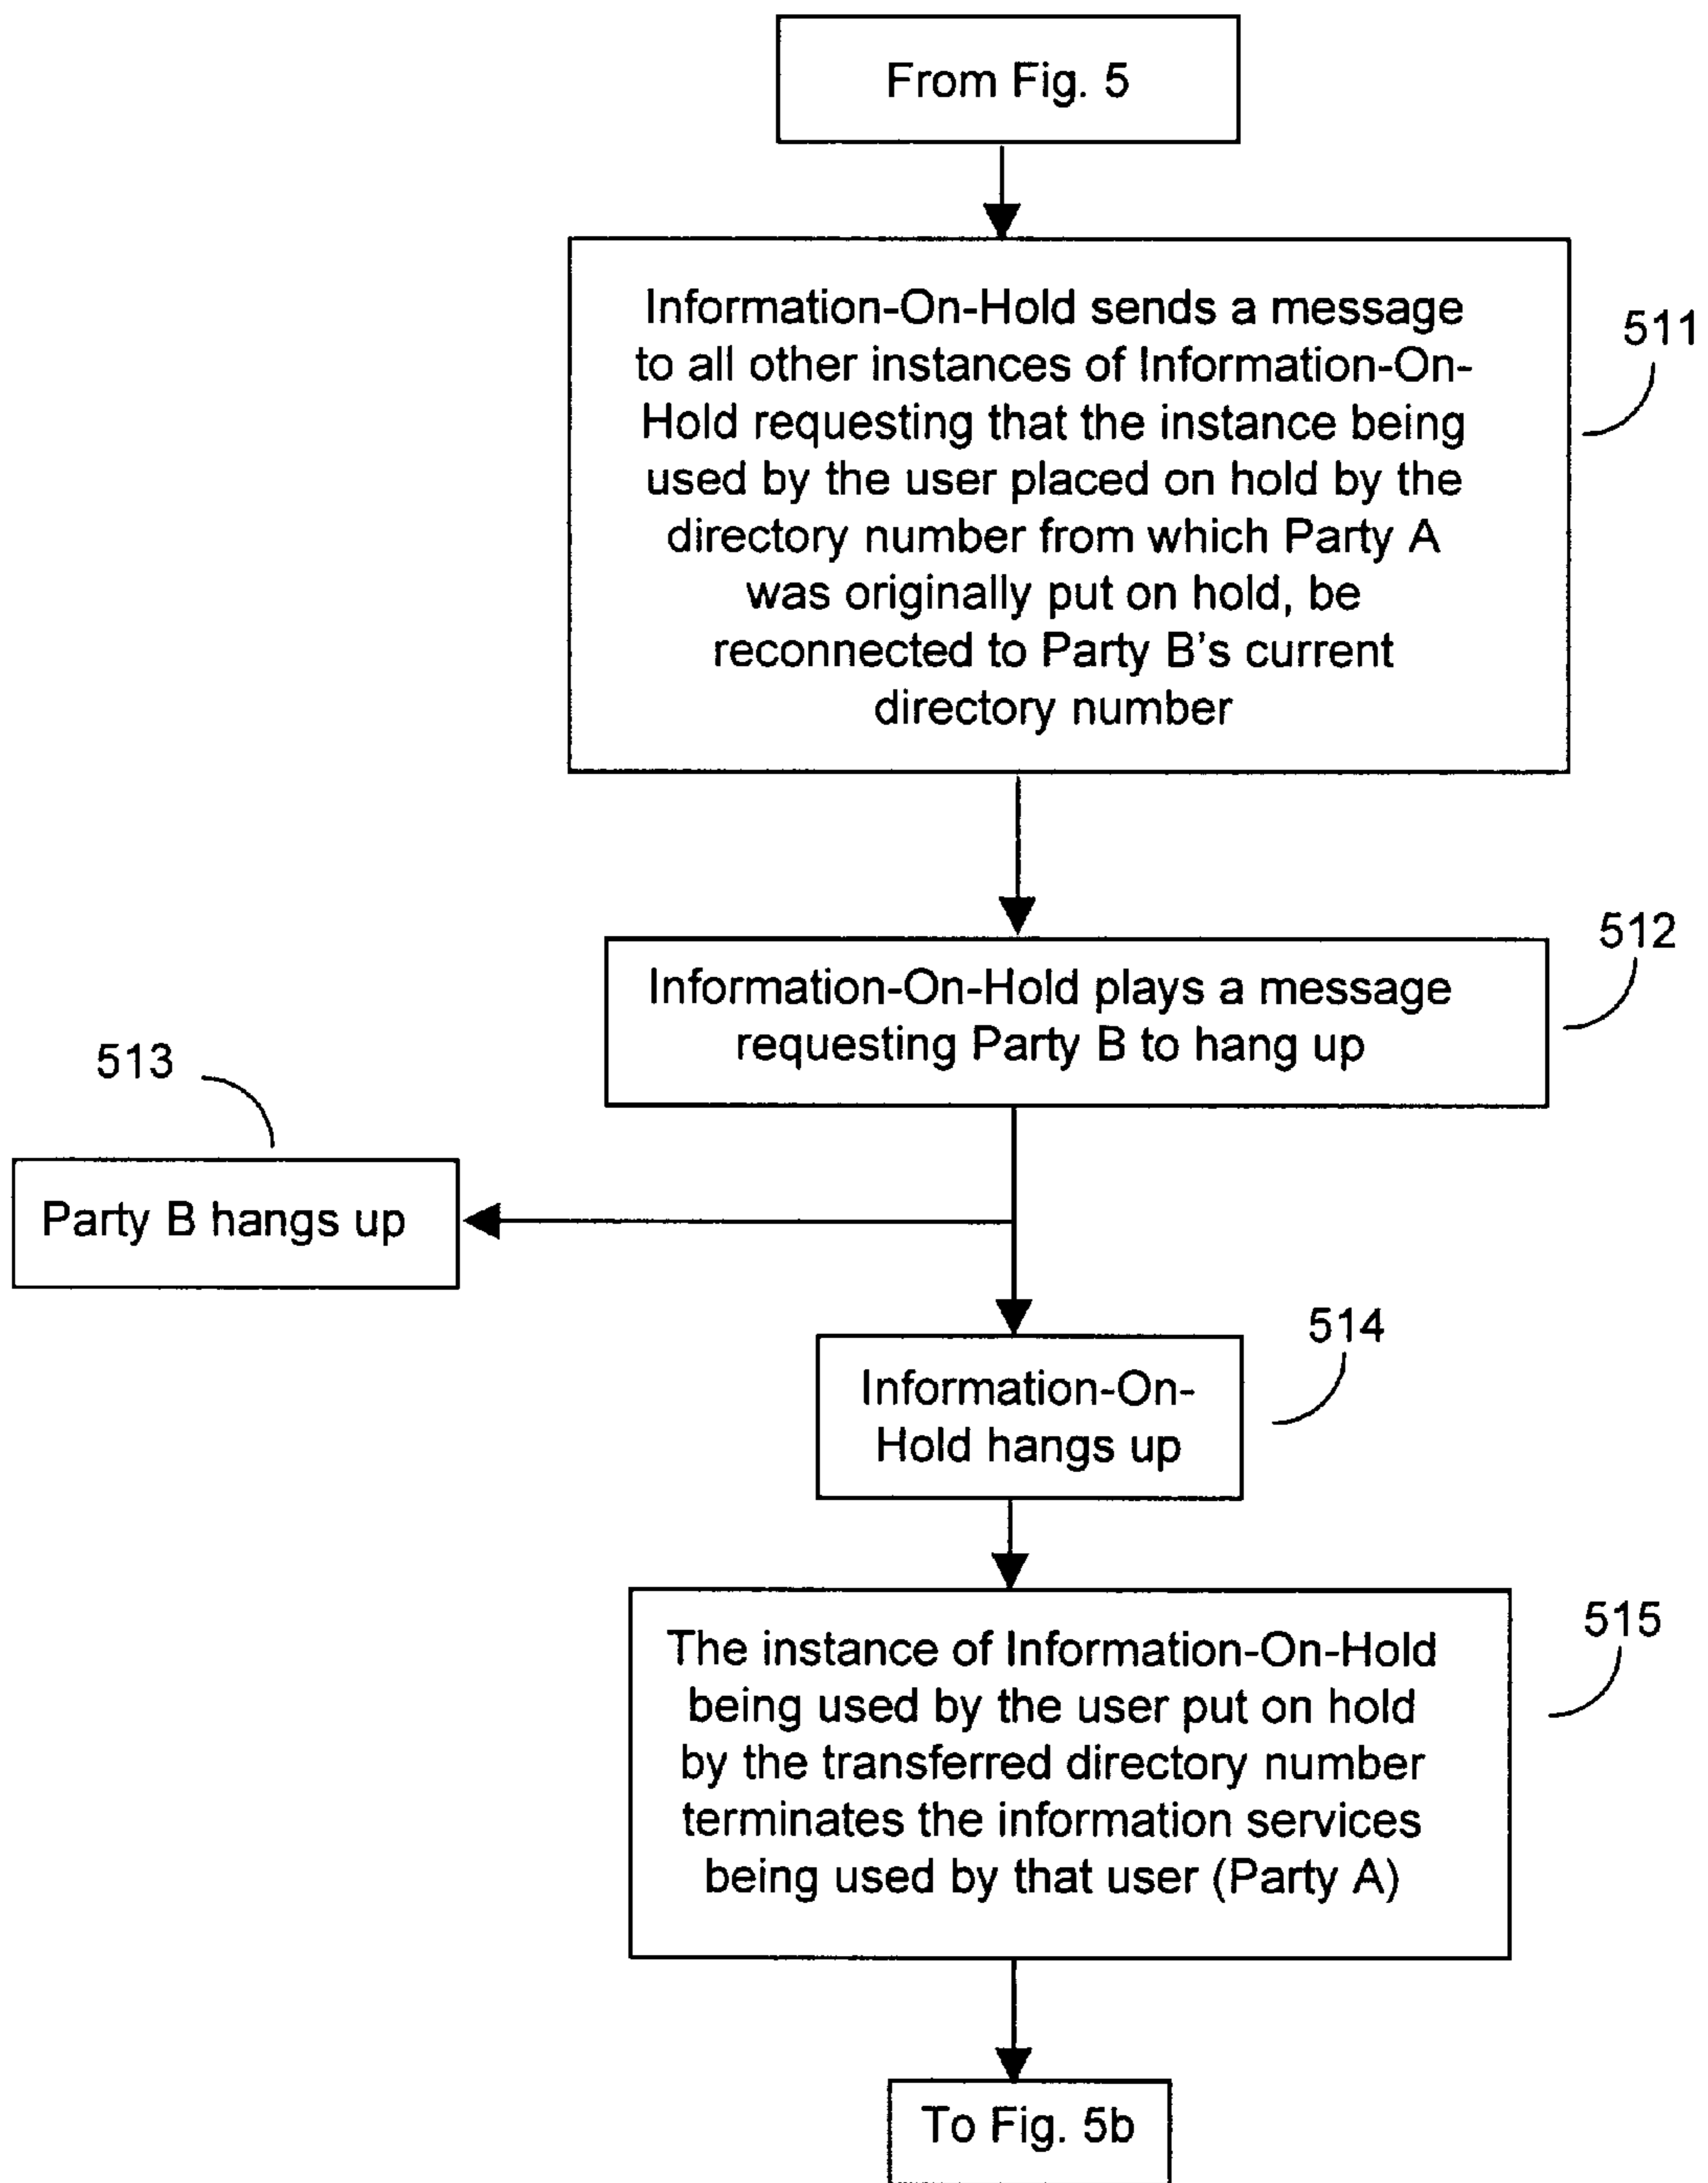 From Fig. 5
Information-On-Hold sends a message
to all other instances of Information-On-
Hold requesting that the instance being
used by the user placed on hold by the
directory number from which Party A
was originally put on hold, be
reconnected to Party B's current
directory number
511
Information-On-Hold plays a message
requesting Party B to hang up
512
513
Party B hangs up
514
Information-On-
Hold hangs up
515
The instance of Information-On-Hold
being used by the user put on hold
by the transferred directory number
terminates the information services
being used by that user (Party A)
To Fig. 5b